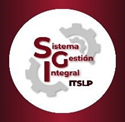 Sistema
Gestión
Integral
ITSLP